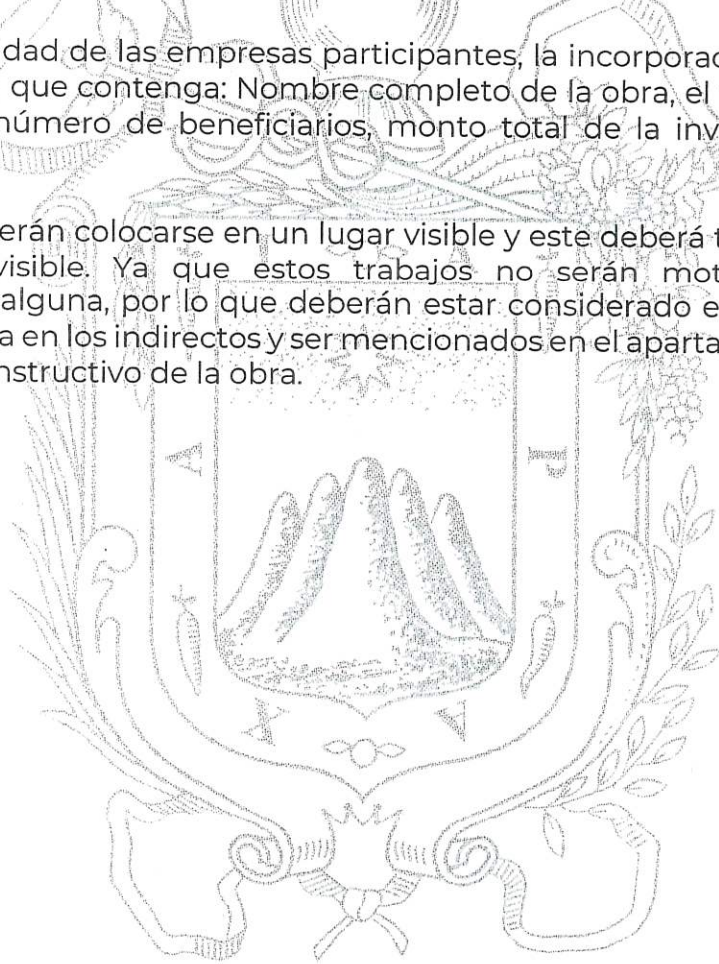 dad de las empresas participantes, la incorporac
que contenga: Nombre completo de la obra, el
número de beneficiarios, monto total de la inv
erán colocarse en un lugar visible y este deberá
visible. Ya que estos trabajos no serán mot
alguna, por lo que deberán estar considerado e
a en los indirectos y ser mencionados en el aparta
nstructivo de la obra.
A P
X A